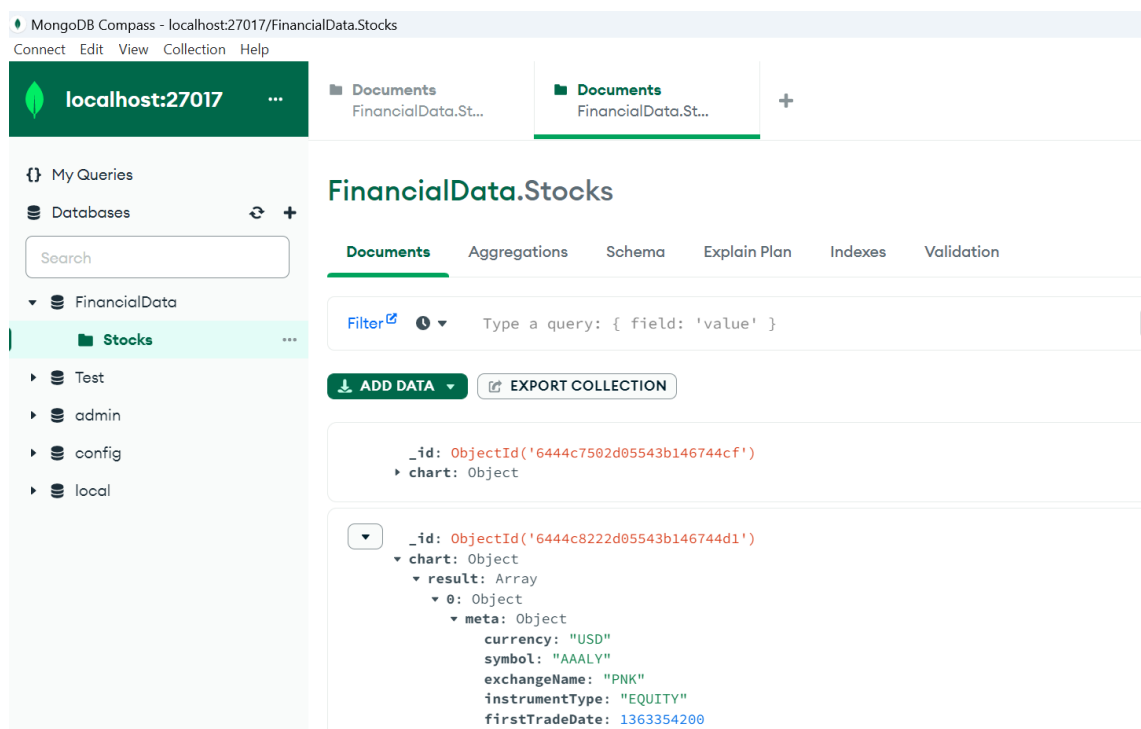 MongoDB Compass - localhost:27017/FinancialData.Stocks
Connect Edit View Collection Help
localhost:27017 ...
Documents
FinancialData.St...
Documents
FinancialData.St...
+
{} My Queries
Databases
Search
FinancialData
Stocks ...
Test
admin
config
local
FinancialData.Stocks
Documents Aggregations Schema Explain Plan Indexes Validation
Filter Type a query: { field: 'value' }
ADD DATA EXPORT COLLECTION
_id: ObjectId('6444c7502d05543b146744cf')
chart: Object
_id: ObjectId('6444c8222d05543b146744d1')
chart: Object
result: Array
0: Object
meta: Object
currency: "USD"
symbol: "AAALY"
exchangeName: "PNK"
instrumentType: "EQUITY"
firstTradeDate: 1363354200